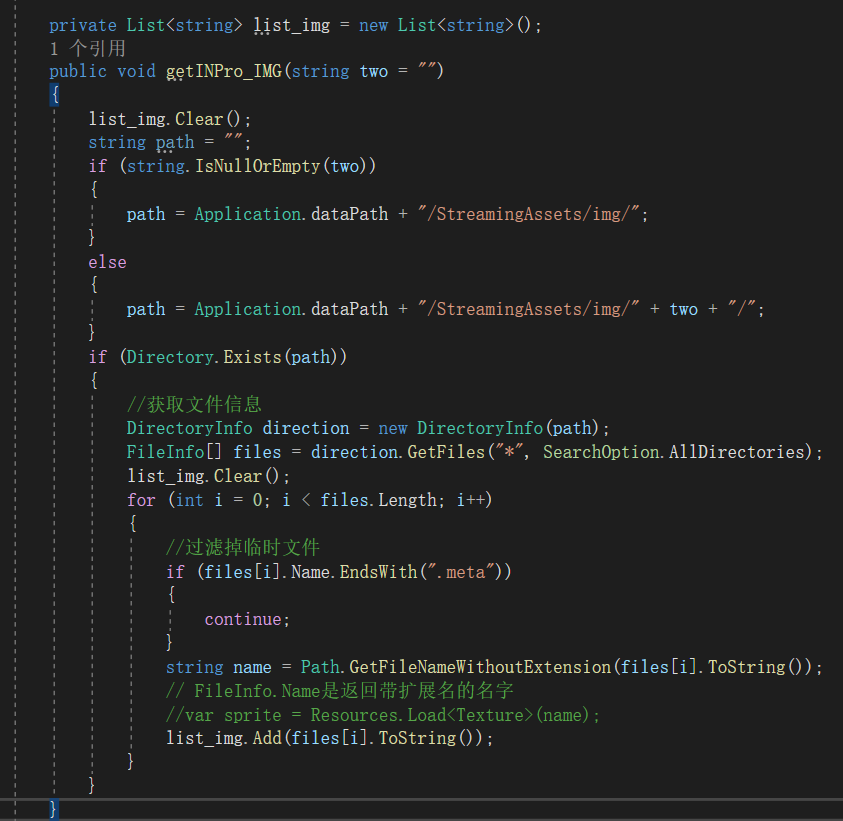 private List<string> list_img = new List<string>();
1 个引用
public void getINPro_IMG(string two = "")
{
list_img.Clear();
string path = "";
if (string.IsNullOrEmpty(two))
{
path = Application.dataPath + "/StreamingAssets/img/";
}
else
{
path = Application.dataPath + "/StreamingAssets/img/" + two + "/";
}
if (Directory.Exists(path))
{
//获取文件信息
DirectoryInfo direction = new DirectoryInfo(path);
FileInfo[] files = direction.GetFiles("*", SearchOption.AllDirectories);
list_img.Clear();
for (int i = 0; i < files.Length; i++)
{
//过滤掉临时文件
if (files[i].Name.EndsWith(".meta"))
{
continue;
}
string name = Path.GetFileNameWithoutExtension(files[i].ToString());
// FileInfo.Name是返回带扩展名的名字
//var sprite = Resources.Load<Texture>(name);
list_img.Add(files[i].ToString());
}
}
}